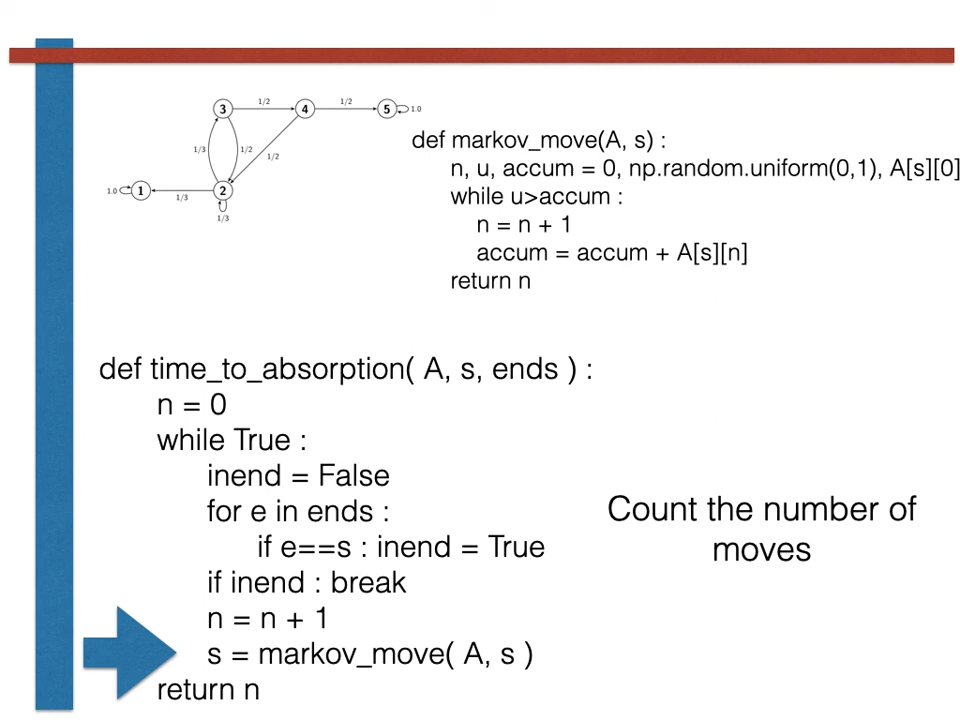 3
1/2
4
1/2
5
1.0
1/3
1/2
1/2
1.0
1
1/3
2
1/3
def markov_move(A, s) :
n, u, accum = 0, np.random.uniform(0,1), A[s][0]
while u>accum :
n = n + 1
accum = accum + A[s][n]
return n
def time_to_absorption( A, s, ends ) :
n = 0
while True :
inend = False
for e in ends :
if e==s : inend = True
if inend : break
n = n + 1
s = markov_move( A, s )
return n
Count the number of
moves